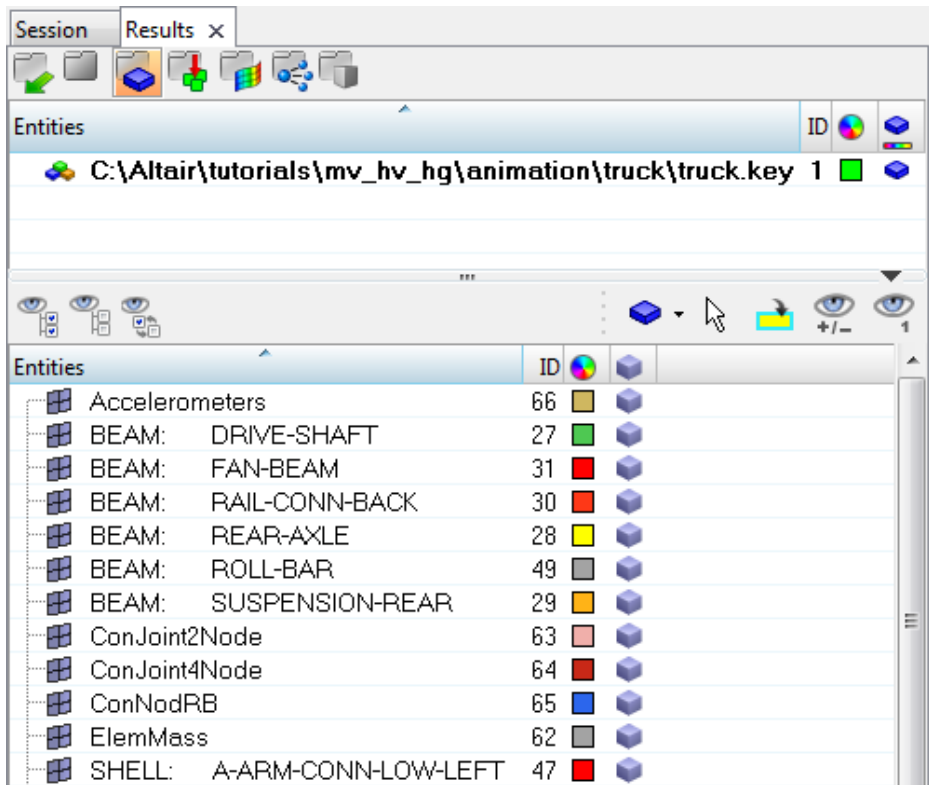 Session Results ×
Entities ID
C:\Altair\tutorials\mv_hv_hg\animation\truck\truck.key 1
+/− 1
Entities ID
Accelerometers 66
BEAM: DRIVE-SHAFT 27
BEAM: FAN-BEAM 31
BEAM: RAIL-CONN-BACK 30
BEAM: REAR-AXLE 28
BEAM: ROLL-BAR 49
BEAM: SUSPENSION-REAR 29
ConJoint2Node 63
ConJoint4Node 64
ConNodRB 65
ElemMass 62
SHELL: A-ARM-CONN-LOW-LEFT 47